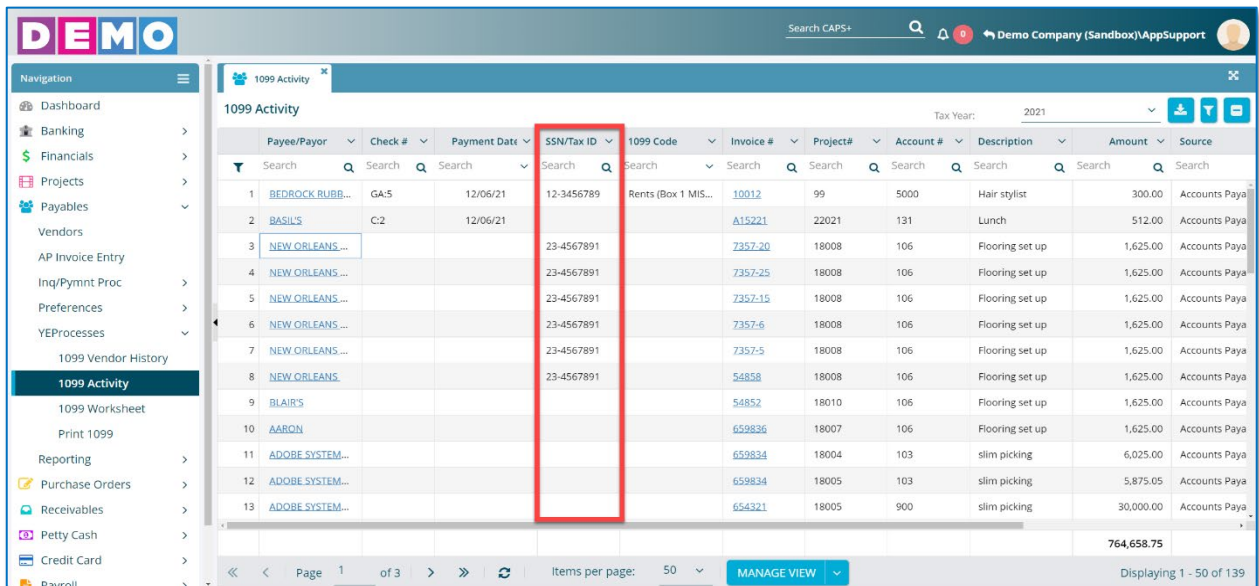 DEMO
Search CAPS+
0
Demo Company (Sandbox)\AppSupport
Navigation
Dashboard
Banking
Financials
Projects
Payables
Vendors
AP Invoice Entry
Inq/Pymnt Proc
Preferences
YEProcesses
1099 Vendor History
1099 Activity
1099 Worksheet
Print 1099
Reporting
Purchase Orders
Receivables
Petty Cash
Credit Card
Payroll
1099 Activity
1099 Activity
Tax Year: 2021
Payee/Payor Check # Payment Date SSN/Tax ID 1099 Code Invoice # Project# Account # Description Amount Source
Search Search Search Search Search Search Search Search Search Search Search
1 BEDROCK RUBB... GA:5 12/06/21 12-3456789 Rents (Box 1 MIS... 10012 99 5000 Hair stylist 300.00 Accounts Paya
2 BASIL'S C:2 12/06/21 A15221 22021 131 Lunch 512.00 Accounts Paya
3 NEW ORLEANS ... 23-4567891 7357-20 18008 106 Flooring set up 1,625.00 Accounts Paya
4 NEW ORLEANS ... 23-4567891 7357-25 18008 106 Flooring set up 1,625.00 Accounts Paya
5 NEW ORLEANS ... 23-4567891 7357-15 18008 106 Flooring set up 1,625.00 Accounts Paya
6 NEW ORLEANS ... 23-4567891 7357-6 18008 106 Flooring set up 1,625.00 Accounts Paya
7 NEW ORLEANS ... 23-4567891 7357-5 18008 106 Flooring set up 1,625.00 Accounts Paya
8 NEW ORLEANS 23-4567891 54858 18008 106 Flooring set up 1,625.00 Accounts Paya
9 BLAIR'S 54852 18010 106 Flooring set up 1,625.00 Accounts Paya
10 AARON 659836 18007 106 Flooring set up 1,625.00 Accounts Paya
11 ADOBE SYSTEM... 659834 18004 103 slim picking 6,025.00 Accounts Paya
12 ADOBE SYSTEM... 659834 18005 103 slim picking 5,875.05 Accounts Paya
13 ADOBE SYSTEM... 654321 18005 900 slim picking 30,000.00 Accounts Paya
764,658.75
Page 1 of 3 Items per page: 50 MANAGE VIEW Displaying 1 - 50 of 139